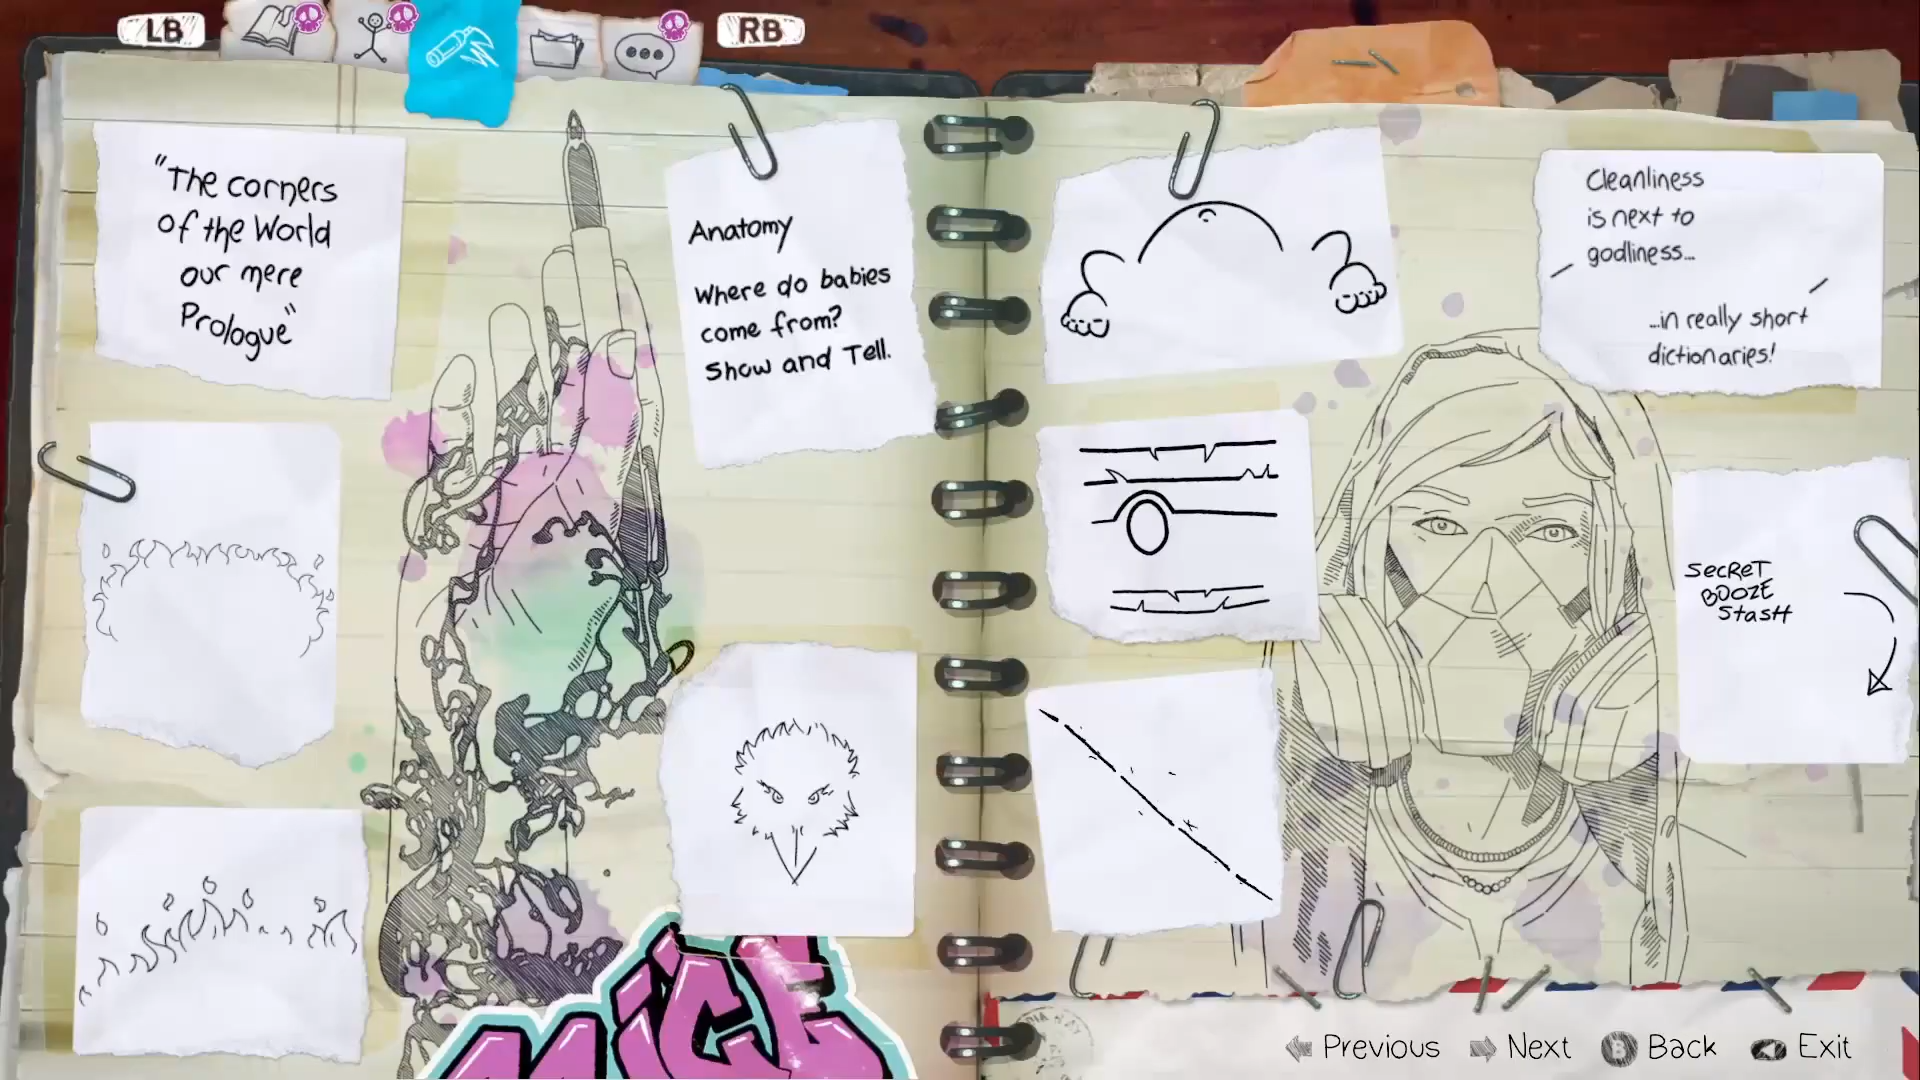 LB
RB
"The corners
of the World
our mere
Prologue"
Anatomy
Where do babies
come from?
Show and Tell.
Cleanliness
is next to
godliness...
...in really short
dictionaries!
SECRET
BOOZE
StasH
MiCE
Previous
Next
B
Back
Exit